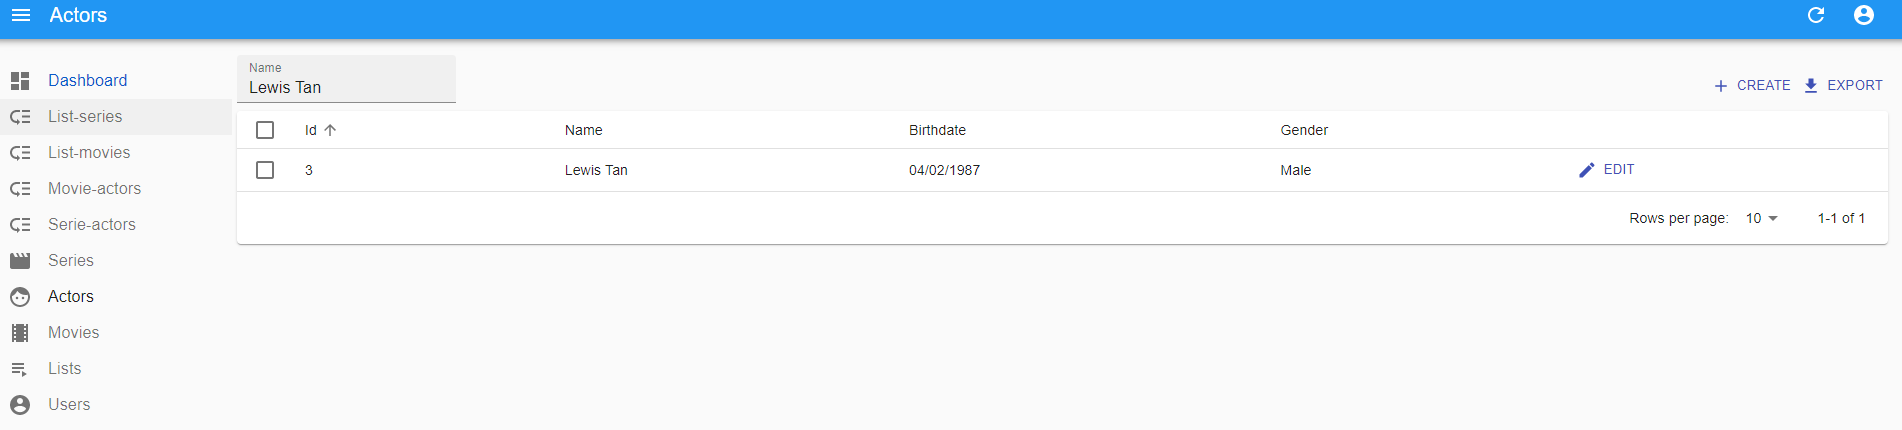 Actors
Dashboard
List-series
List-movies
Movie-actors
Serie-actors
Series
Actors
Movies
Lists
Users
Name
Lewis Tan
CREATE EXPORT
Id Name Birthdate Gender
3 Lewis Tan 04/02/1987 Male EDIT
Rows per page: 10 1-1 of 1